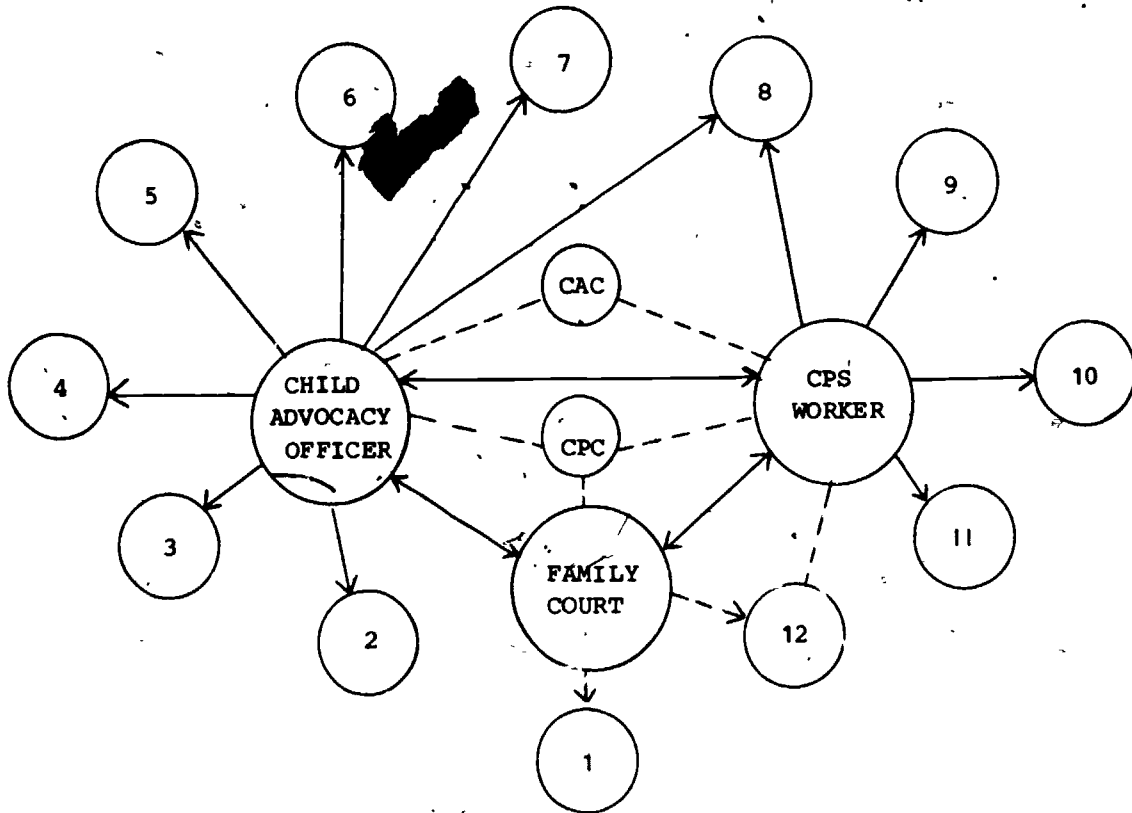 7
6
8
9
5
CAC
CHILD
ADVOCACY
OFFICER
CPS
WORKER
10
4
CPC
3
11
FAMILY
COURT
12
2
1